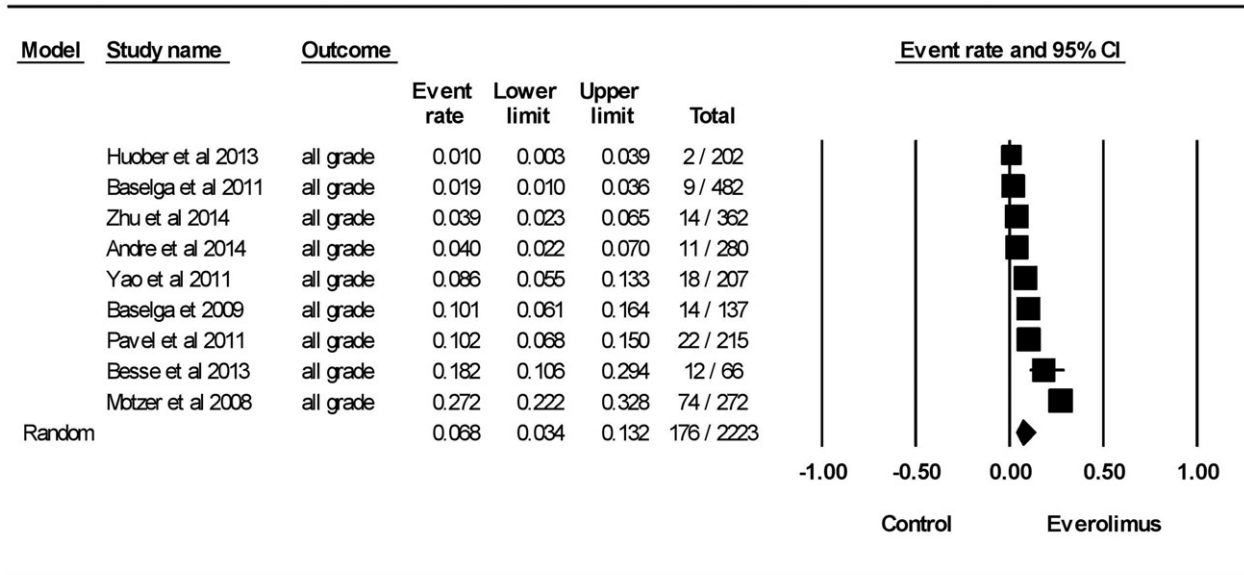 Model Study name Outcome Event rate and 95% CI
Event rate Lower limit Upper limit Total
Huober et al 2013 all grade 0.010 0.003 0.039 2 / 202
Baselga et al 2011 all grade 0.019 0.010 0.036 9 / 482
Zhu et al 2014 all grade 0.039 0.023 0.065 14 / 362
Andre et al 2014 all grade 0.040 0.022 0.070 11 / 280
Yao et al 2011 all grade 0.086 0.055 0.133 18 / 207
Baselga et 2009 all grade 0.101 0.061 0.164 14 / 137
Pavel et al 2011 all grade 0.102 0.068 0.150 22 / 215
Besse et al 2013 all grade 0.182 0.106 0.294 12 / 66
Motzer et al 2008 all grade 0.272 0.222 0.328 74 / 272
Random 0.068 0.034 0.132 176 / 2223
-1.00 -0.50 0.00 0.50 1.00
Control Everolimus